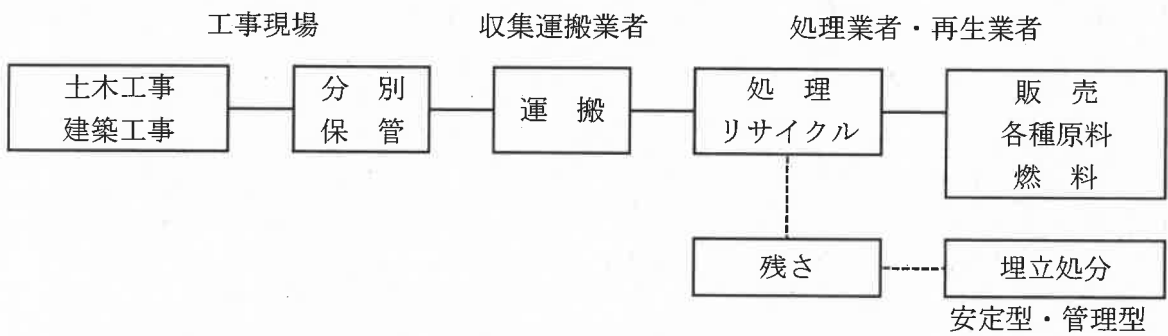 工事現場
収集運搬業者
処理業者・再生業者
土木工事
建築工事
分 別
保 管
運 搬
処 理
リサイクル
販 売
各種原料
燃 料
残さ
埋立処分
安定型・管理型